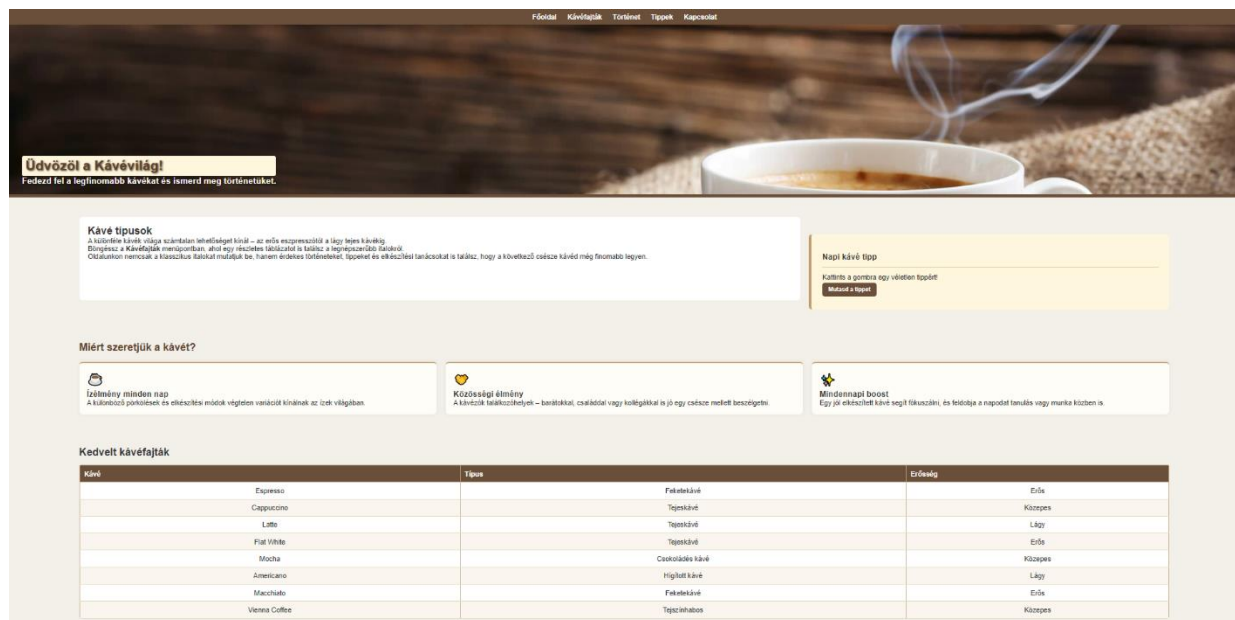 Főoldal Kávéfajták Történet Tippek Kapcsolat
Üdvözöl a Kávévilág!
Fedezd fel a legfinomabb kávékat és ismerd meg történetüket.
Kávé típusok
A különféle kávék világa számtalan lehetőséget kínál – az erős eszpresszótól a lágy tejes kávékig.
Böngéssz a Kávéfajták menüpontban, ahol egy részletes táblázatot is találsz a legnépszerűbb italokról.
Oldalunkon nemcsak a klasszikus italokat mutatjuk be, hanem érdekes történeteket, tippeket és elkészítési tanácsokat is találsz, hogy a következő csésze kávéd még finomabb legyen.
Napi kávé tipp
Kattints a gombra egy véletlen tippért!
Mutasd a tippet
Miért szeretjük a kávét?
Ízélmény minden nap
A különböző pörkölések és elkészítési módok végtelen variációt kínálnak az ízek világában.
Közösségi élmény
A kávézók találkozóhelyek – barátokkal, családdal vagy kollégákkal is jó egy csésze mellett beszélgetni.
Mindennapi boost
Egy jól elkészített kávé segít fókuszálni, és feldobja a napodat tanulás vagy munka közben is.
Kedvelt kávéfajták
Kávé Típus Erősség
Espresso Feketekávé Erős
Cappuccino Tejeskávé Közepes
Latte Tejeskávé Lágy
Flat White Tejeskávé Erős
Mocha Csokoládés kávé Közepes
Americano Hígított kávé Lágy
Macchiato Feketekávé Erős
Vienna Coffee Tejszínhabos Közepes